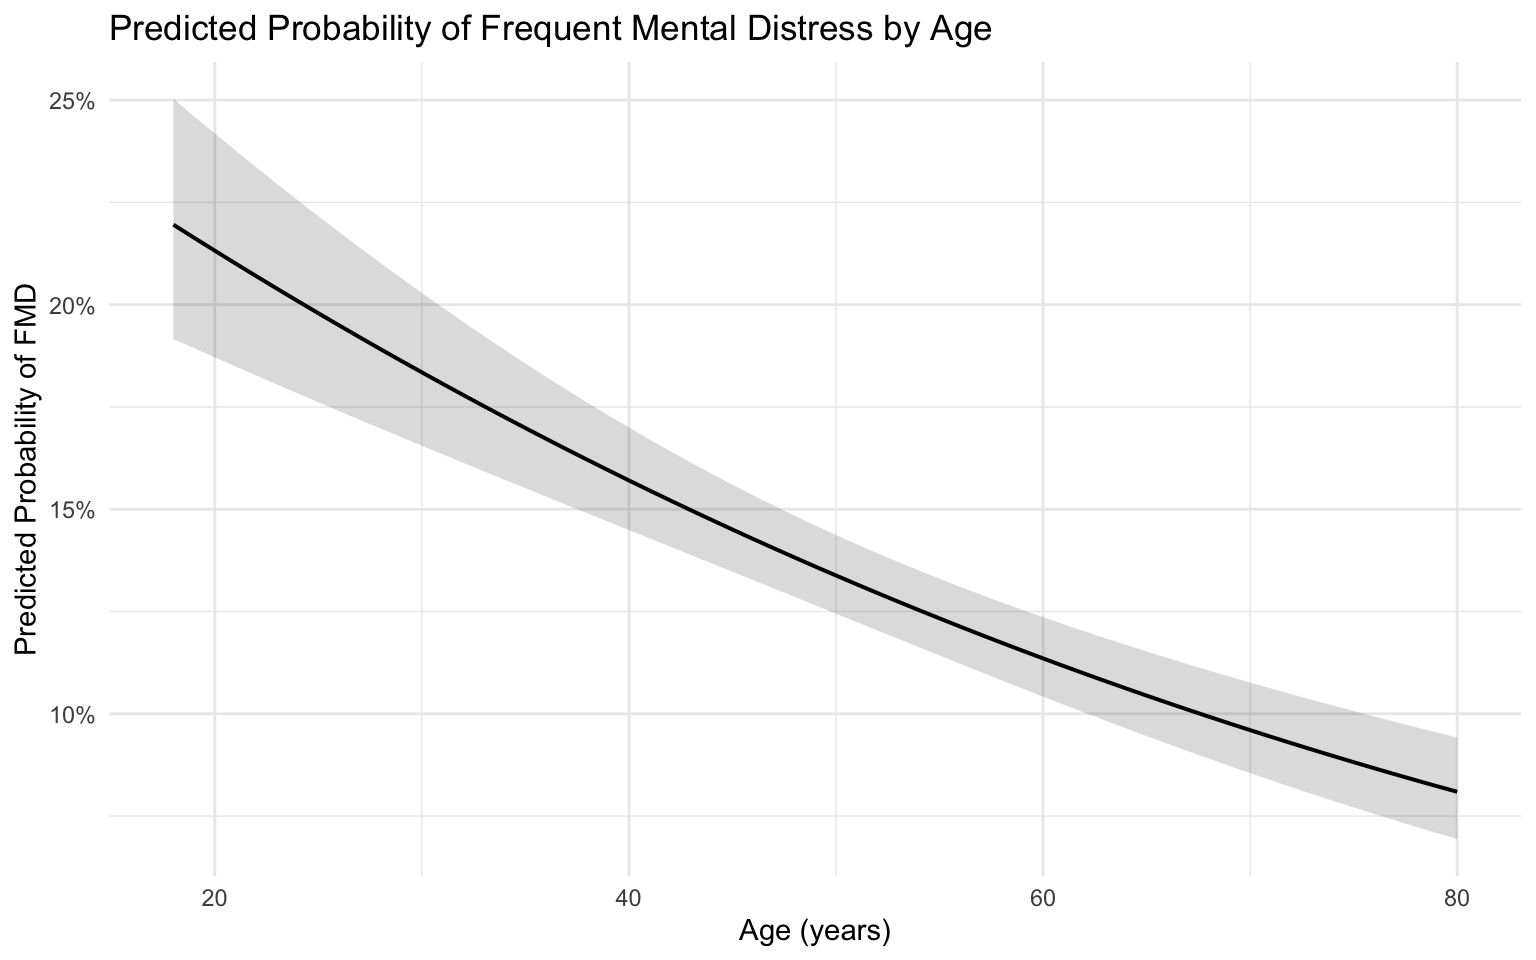 Predicted Probability of Frequent Mental Distress by Age
25%
20%
15%
10%
Predicted Probability of FMD
20 40 60 80
Age (years)